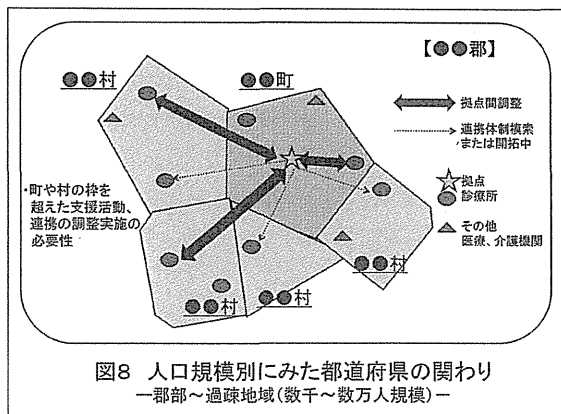 【●●郡】
●●村
●●町
拠点間調整
連携体制模索
または開拓中
拠点
診療所
その他
医療、介護機関
・町や村の枠を
超えた支援活動、
連携の調整実施の
必要性
●●村
●●村
●●村
図8 人口規模別にみた都道府県の関わり
―郡部～過疎地域(数千～数万人規模)―